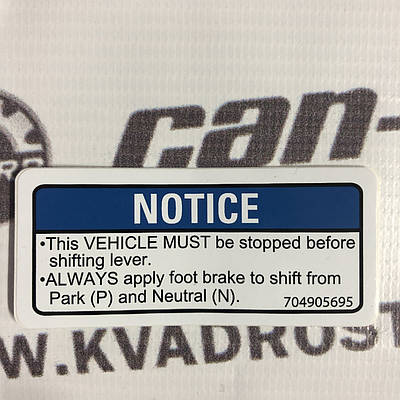 can-
NOTICE
•This VEHICLE MUST be stopped before
shifting lever.
•ALWAYS apply foot brake to shift from
Park (P) and Neutral (N).
704905695
W.KVADROST